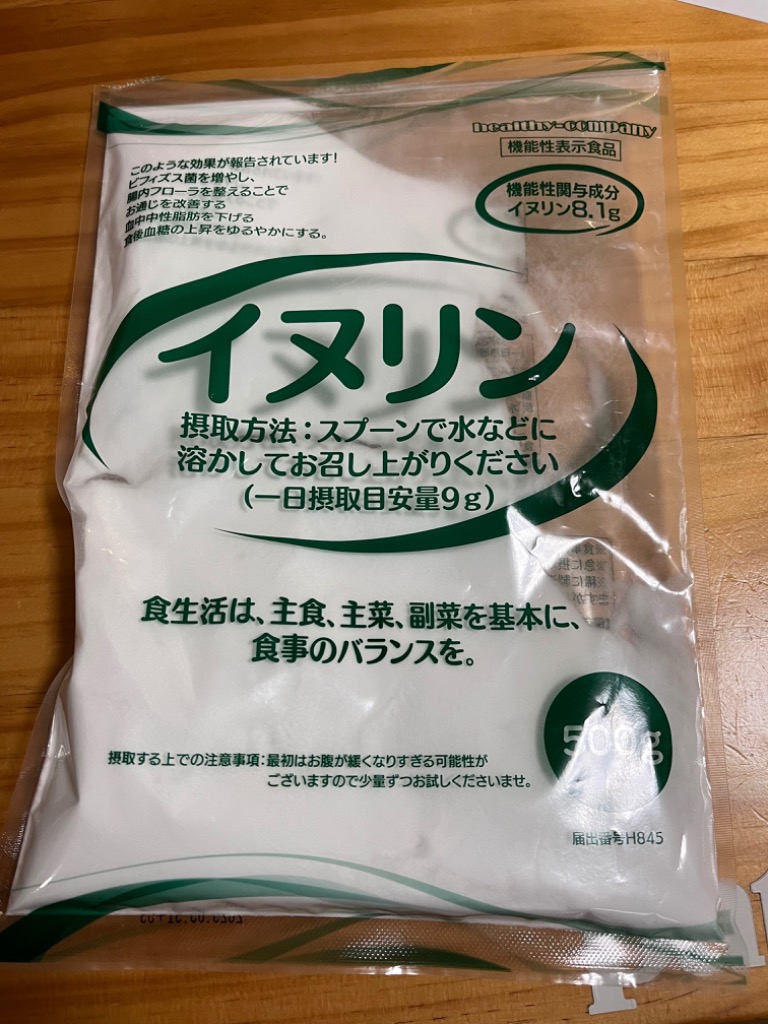 healthy-company
機能性表示食品
このような効果が報告されています!
ビフィズス菌を増やし、
腸内フローラを整えることで
お通じを改善する
血中中性脂肪を下げる
食後血糖の上昇をゆるやかにする。
機能性関与成分
イヌリン8.1g
イヌリン
摂取方法:スプーンで水などに
溶かしてお召し上がりください
(一日摂取目安量9g)
食生活は、主食、主菜、副菜を基本に、
食事のバランスを。
500g
摂取する上での注意事項:最初はお腹が緩くなりすぎる可能性が
ございますので少量ずつお試しくださいませ。
届出番号H845